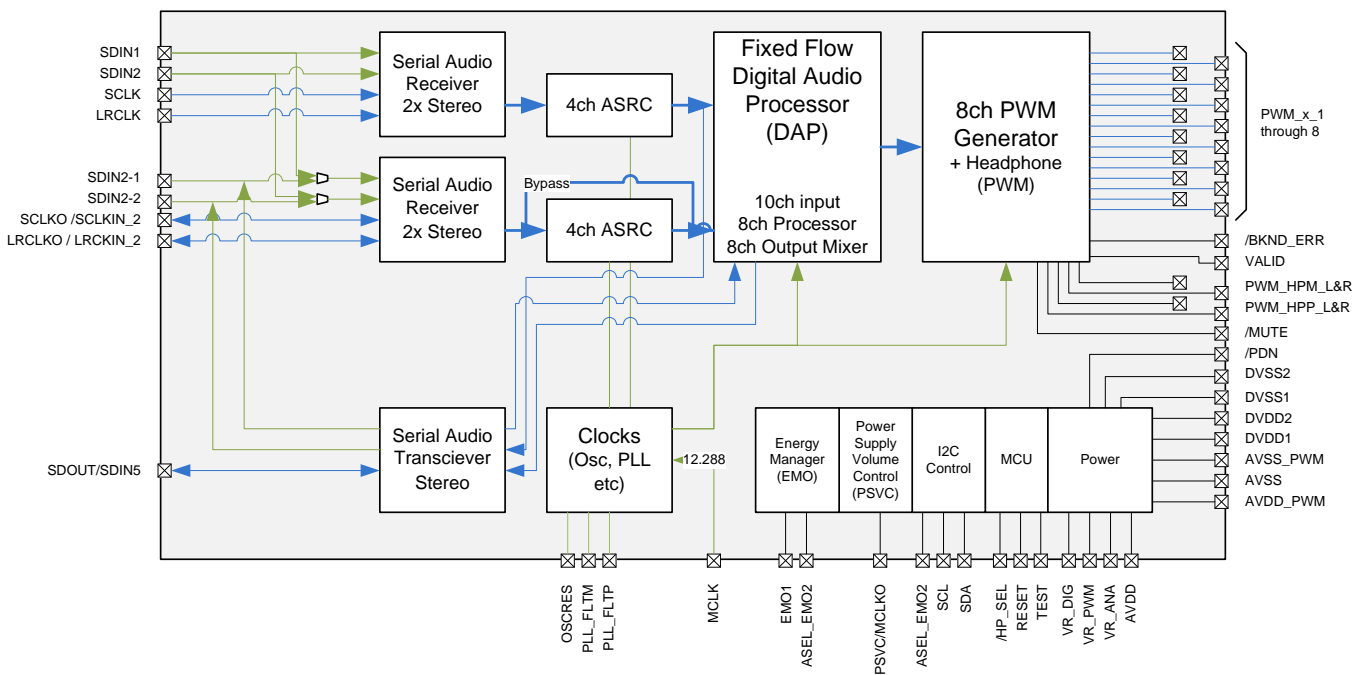 SDIN1
SDIN2
SCLK
LRCLK
SDIN2-1
SDIN2-2
SCLKO /SCLKIN_2
LRCLKO / LRCKIN_2
SDOUT/SDIN5
Serial Audio
Receiver
2x Stereo
4ch ASRC
Serial Audio
Receiver
2x Stereo
Bypass
4ch ASRC
Fixed Flow
Digital Audio
Processor
(DAP)
10ch input
8ch Processor
8ch Output Mixer
8ch PWM
Generator
+ Headphone
(PWM)
PWM_x_1
through 8
/BKND_ERR
VALID
PWM_HPM_L&R
PWM_HPP_L&R
/MUTE
/PDN
DVSS2
DVSS1
DVDD2
DVDD1
AVSS_PWM
AVSS
AVDD_PWM
Serial Audio
Transciever
Stereo
Clocks
(Osc, PLL
etc)
12.288
Energy
Manager
(EMO)
Power
Supply
Volume
Control
(PSVC)
I2C
Control
MCU
Power
OSCRES
PLL_FLTM
PLL_FLTP
MCLK
EMO1
ASEL_EMO2
PSVC/MCLKO
ASEL_EMO2
SCL
SDA
/HP_SEL
RESET
TEST
VR_DIG
VR_PWM
VR_ANA
AVDD